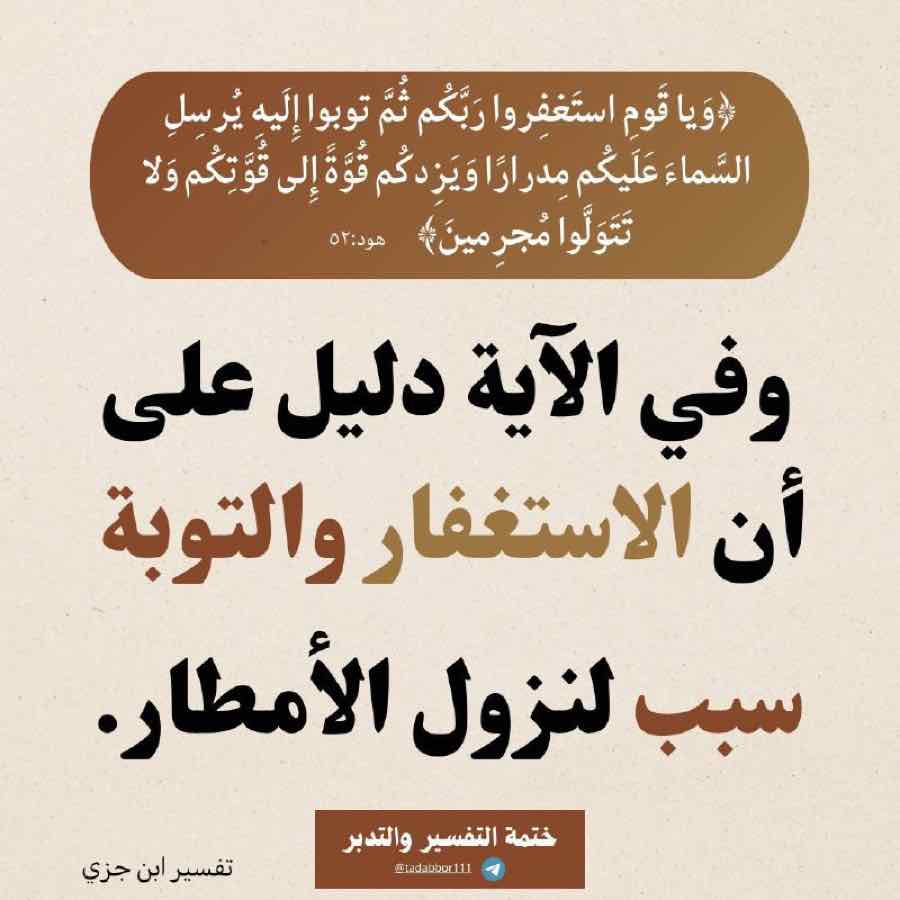 ﴿وَيا قَومِ استَغفِروا رَبَّكُم ثُمَّ توبوا إِلَيهِ يُرسِلِ
السَّماءَ عَلَيكُم مِدرارًا وَيَزِدكُم قُوَّةً إِلى قُوَّتِكُم وَلا
تَتَوَلَّوا مُجرِمينَ﴾ هود:٥٢
وفي الآية دليل على
أن الاستغفار والتوبة
سبب لنزول الأمطار.
ختمة التفسير والتدبر
@tadabbor111
تفسير ابن جزي